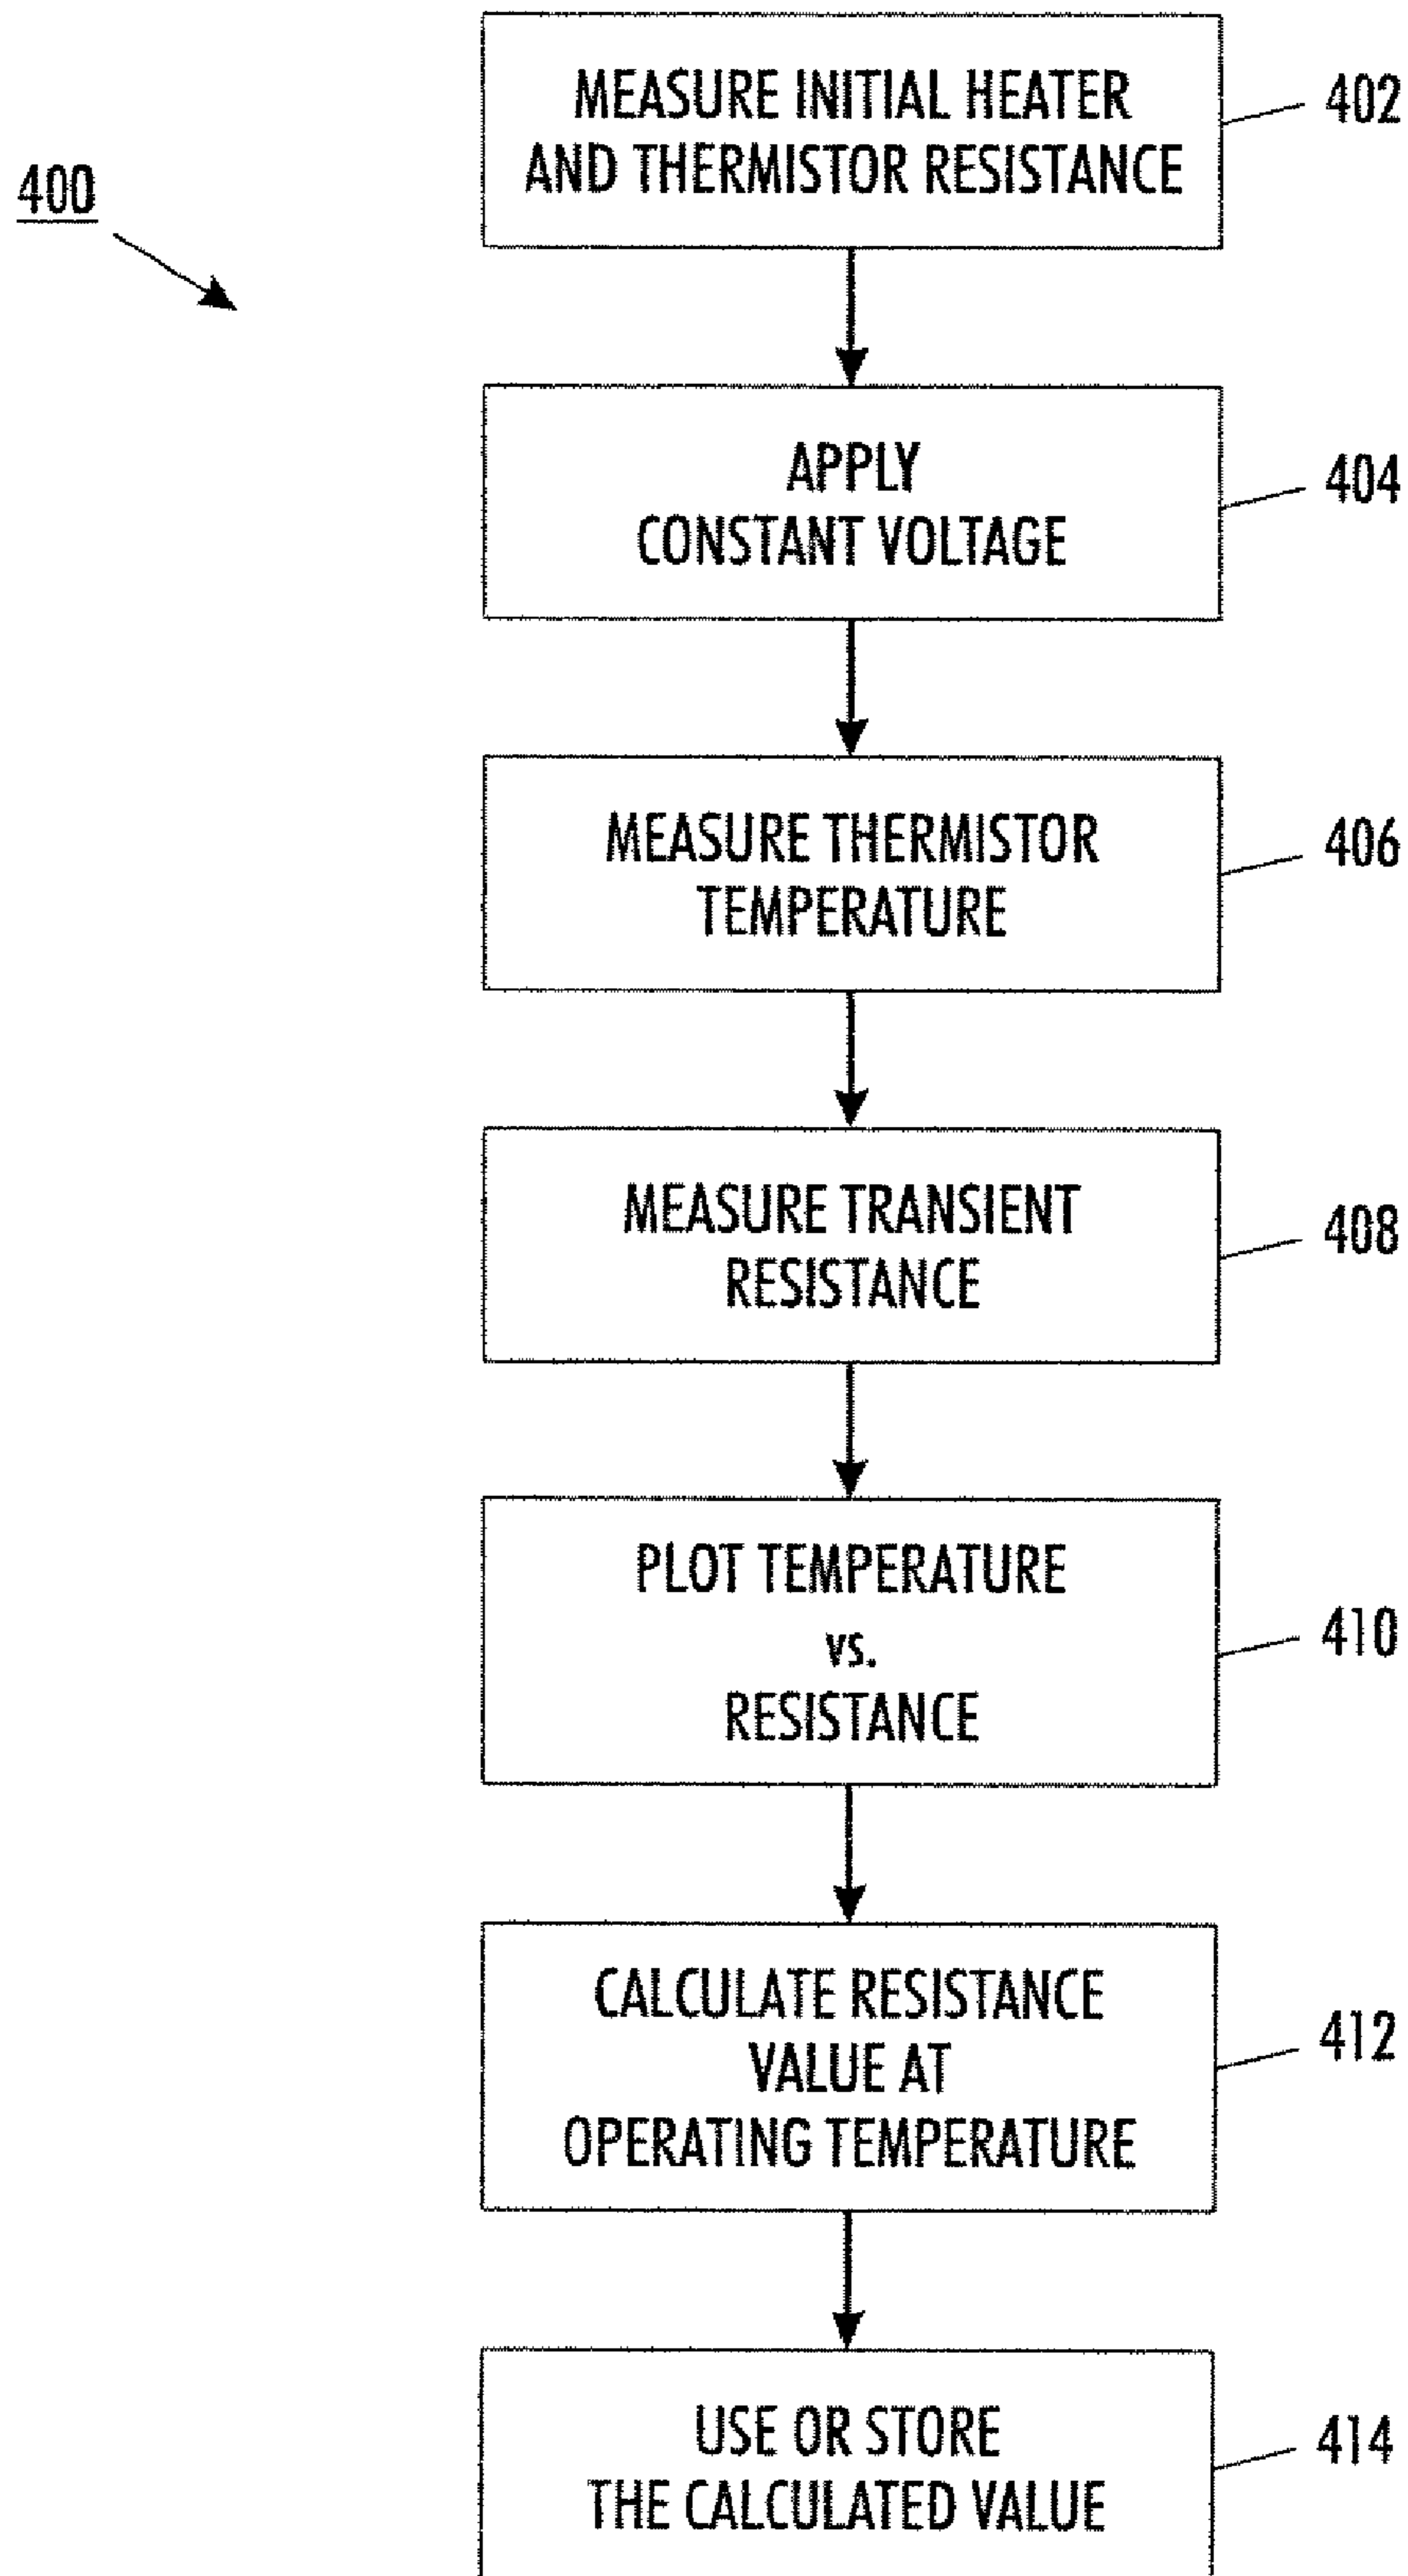 400
MEASURE INITIAL HEATER
AND THERMISTOR RESISTANCE
402
APPLY
CONSTANT VOLTAGE
404
MEASURE THERMISTOR
TEMPERATURE
406
MEASURE TRANSIENT
RESISTANCE
408
PLOT TEMPERATURE
vs.
RESISTANCE
410
CALCULATE RESISTANCE
VALUE AT
OPERATING TEMPERATURE
412
USE OR STORE
THE CALCULATED VALUE
414